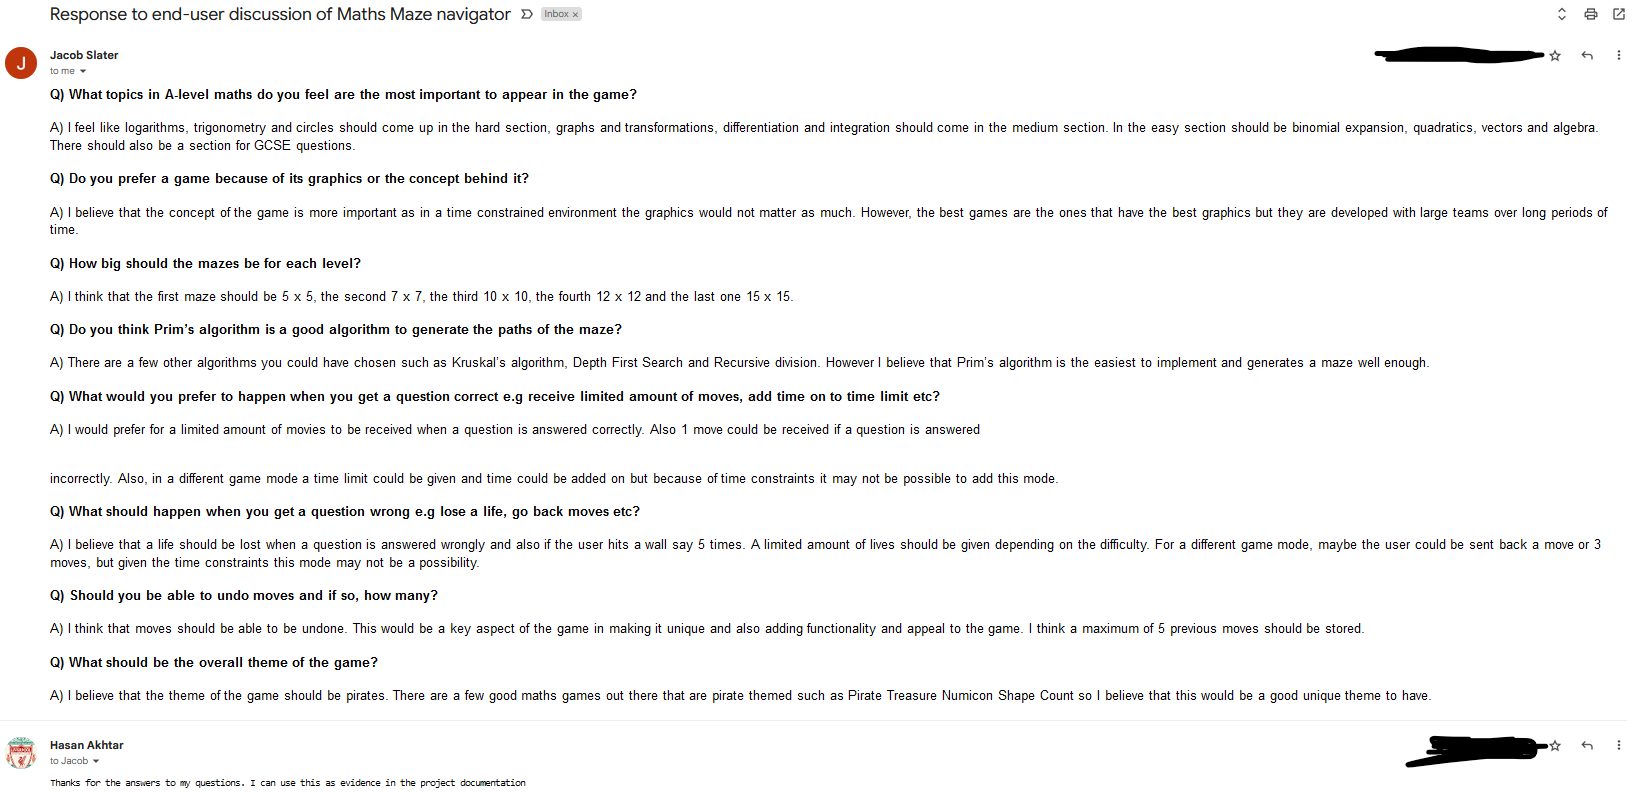 Response to end-user discussion of Maths Maze navigator Inbox x
J
Jacob Slater
to me
Q) What topics in A-level maths do you feel are the most important to appear in the game?
A) I feel like logarithms, trigonometry and circles should come up in the hard section, graphs and transformations, differentiation and integration should come in the medium section. In the easy section should be binomial expansion, quadratics, vectors and algebra.
There should also be a section for GCSE questions.
Q) Do you prefer a game because of its graphics or the concept behind it?
A) I believe that the concept of the game is more important as in a time constrained environment the graphics would not matter as much. However, the best games are the ones that have the best graphics but they are developed with large teams over long periods of
time.
Q) How big should the mazes be for each level?
A) I think that the first maze should be 5 x 5, the second 7 x 7, the third 10 x 10, the fourth 12 x 12 and the last one 15 x 15.
Q) Do you think Prim's algorithm is a good algorithm to generate the paths of the maze?
A) There are a few other algorithms you could have chosen such as Kruskal's algorithm, Depth First Search and Recursive division. However I believe that Prim's algorithm is the easiest to implement and generates a maze well enough.
Q) What would you prefer to happen when you get a question correct e.g receive limited amount of moves, add time on to time limit etc?
A) I would prefer for a limited amount of movies to be received when a question is answered correctly. Also 1 move could be received if a question is answered
incorrectly. Also, in a different game mode a time limit could be given and time could be added on but because of time constraints it may not be possible to add this mode.
Q) What should happen when you get a question wrong e.g lose a life, go back moves etc?
A) I believe that a life should be lost when a question is answered wrongly and also if the user hits a wall say 5 times. A limited amount of lives should be given depending on the difficulty. For a different game mode, maybe the user could be sent back a move or 3
moves, but given the time constraints this mode may not be a possibility.
Q) Should you be able to undo moves and if so, how many?
A) I think that moves should be able to be undone. This would be a key aspect of the game in making it unique and also adding functionality and appeal to the game. I think a maximum of 5 previous moves should be stored.
Q) What should be the overall theme of the game?
A) I believe that the theme of the game should be pirates. There are a few good maths games out there that are pirate themed such as Pirate Treasure Numicon Shape Count so I believe that this would be a good unique theme to have.
Hasan Akhtar
to Jacob
Thanks for the answers to my questions. I can use this as evidence in the project documentation